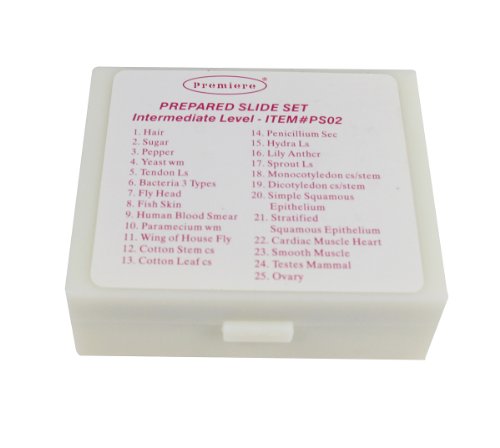 Premiere®
PREPARED SLIDE SET
Intermediate Level - ITEM#PS02
1. Hair
2. Sugar
3. Pepper
4. Yeast wm
5. Tendon Ls
6. Bacteria 3 Types
7. Fly Head
8. Fish Skin
9. Human Blood Smear
10. Paramecium wm
11. Wing of House Fly
12. Cotton Stem cs
13. Cotton Leaf cs
14. Penicillium Sec
15. Hydra Ls
16. Lily Anther
17. Sprout Ls
18. Monocotyledon cs/stem
19. Dicotyledon cs/stem
20. Simple Squamous
Epithelium
21. Stratified
Squamous Epithelium
22. Cardiac Muscle Heart
23. Smooth Muscle
24. Testes Mammal
25. Ovary